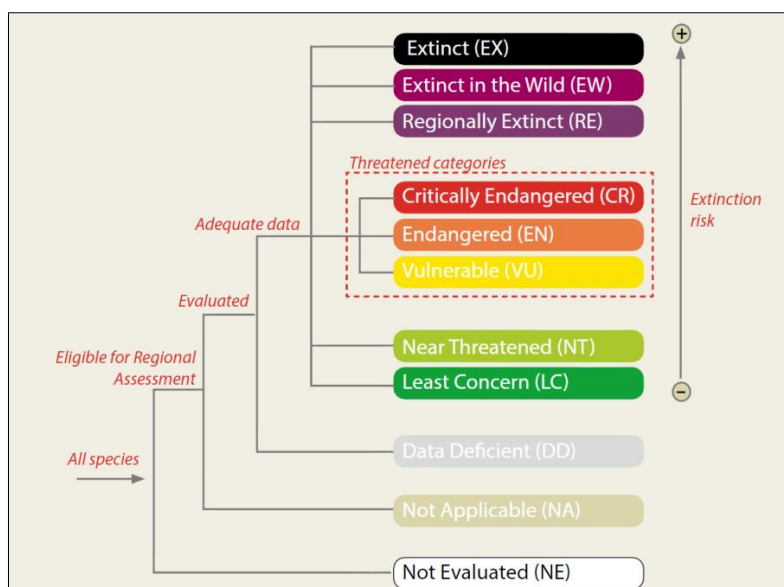 Extinct (EX)
+
Extinct in the Wild (EW)
Regionally Extinct (RE)
Threatened categories
Critically Endangered (CR)
Extinction
risk
Adequate data
Endangered (EN)
Vulnerable (VU)
Evaluated
Near Threatened (NT)
Eligible for Regional
Assessment
Least Concern (LC)
−
All species
Data Deficient (DD)
Not Applicable (NA)
Not Evaluated (NE)